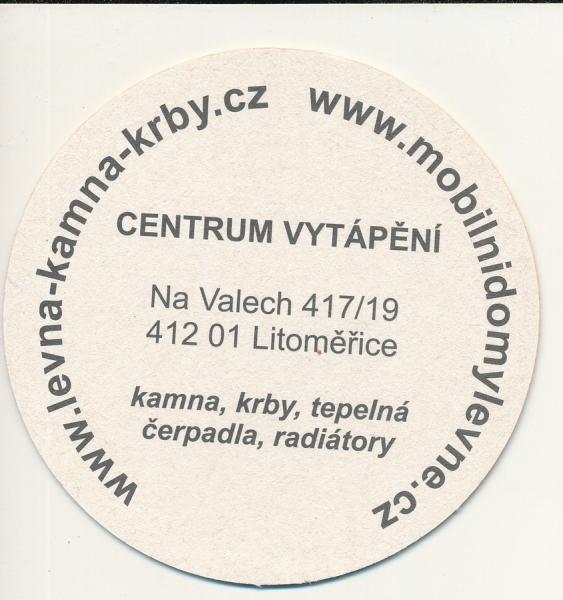 www.levna-kamna-krby.cz
www.mobilnidomylevne.cz
CENTRUM VYTÁPĚNÍ
Na Valech 417/19
412 01 Litoměřice
kamna, krby, tepelná
čerpadla, radiátory